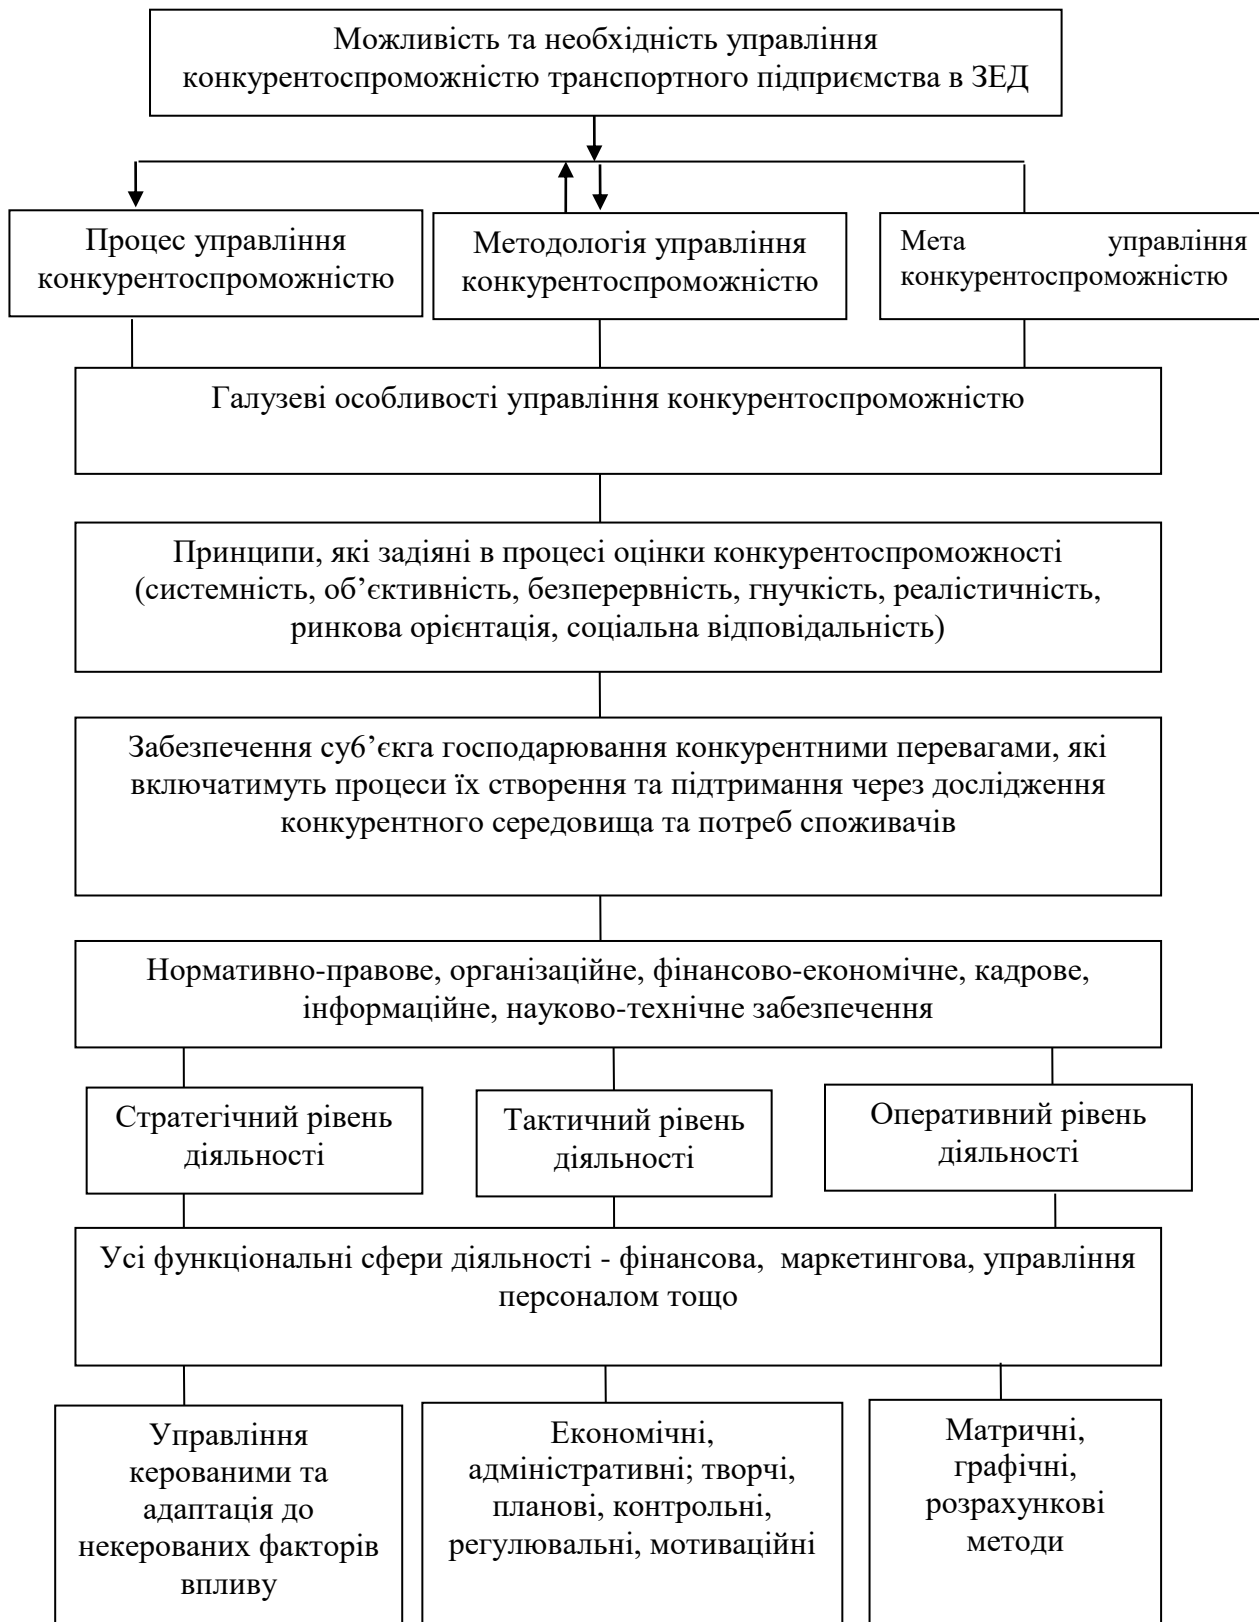 Можливість та необхідність управління
конкурентоспроможністю транспортного підприємства в ЗЕД
Процес управління
конкурентоспроможністю
Методологія управління
конкурентоспроможністю
Мета управління
конкурентоспроможністю
Галузеві особливості управління конкурентоспроможністю
Принципи, які задіяні в процесі оцінки конкурентоспроможності
(системність, об’єктивність, безперервність, гнучкість, реалістичність,
ринкова орієнтація, соціальна відповідальність)
Забезпечення су6’єкга господарювання конкурентними перевагами, які
включатимуть процеси їх створення та підтримання через дослідження
конкурентного середовища та потреб споживачів
Нормативно-правове, організаційне, фінансово-економічне, кадрове,
інформаційне, науково-технічне забезпечення
Стратегічний рівень
діяльності
Тактичний рівень
діяльності
Оперативний рівень
діяльності
Усі функціональні сфери діяльності - фінансова, маркетингова, управління
персоналом тощо
Управління
керованими та
адаптація до
некерованих факторів
впливу
Економічні,
адміністративні; творчі,
планові, контрольні,
регулювальні, мотиваційні
Матричні,
графічні,
розрахункові
методи